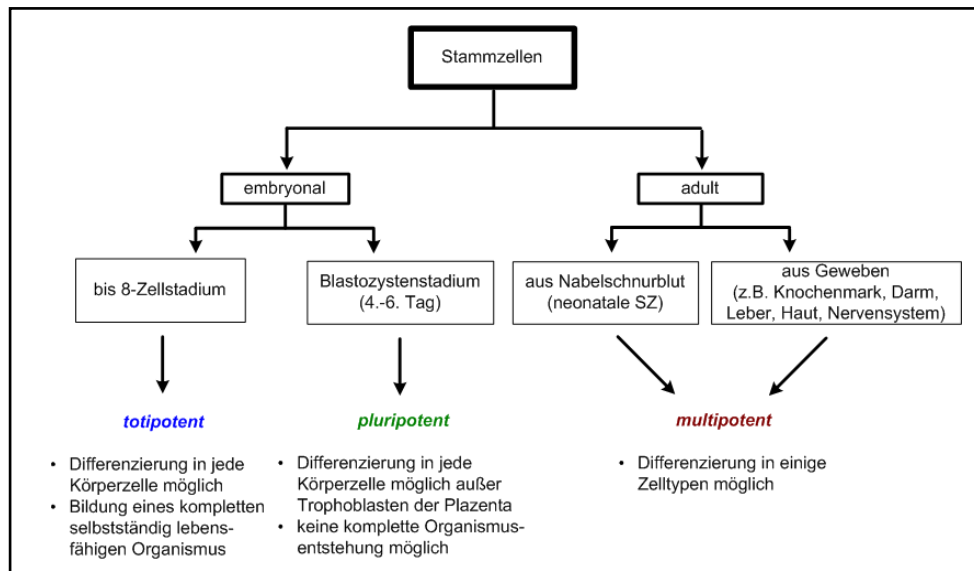 Stammzellen
embryonal
adult
bis 8-Zellstadium
Blastozystenstadium
(4.-6. Tag)
aus Nabelschnurblut
(neonatale SZ)
aus Geweben
(z.B. Knochenmark, Darm,
Leber, Haut, Nervensystem)
totipotent
• Differenzierung in jede
Körperzelle möglich
• Bildung eines kompletten
selbstständig lebens-
fähigen Organismus
pluripotent
• Differenzierung in jede
Körperzelle möglich außer
Trophoblasten der Plazenta
• keine komplette Organismus-
entstehung möglich
multipotent
• Differenzierung in einige
Zelltypen möglich